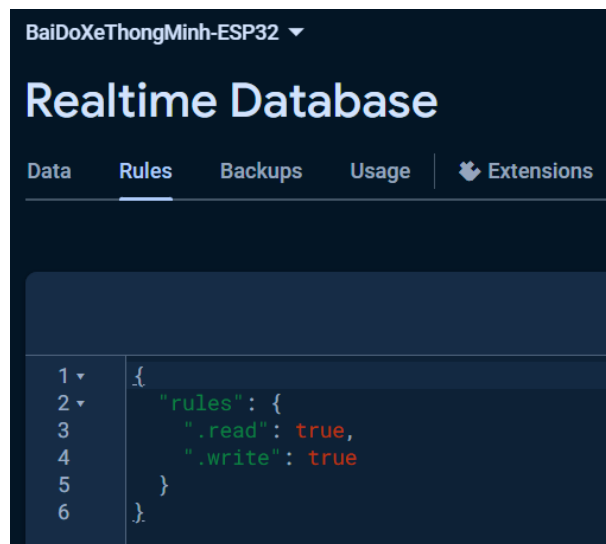 BaiDoXeThongMinh-ESP32
Realtime Database
Data Rules Backups Usage Extensions
1 {
2 "rules": {
3 ".read": true,
4 ".write": true
5 }
6 }